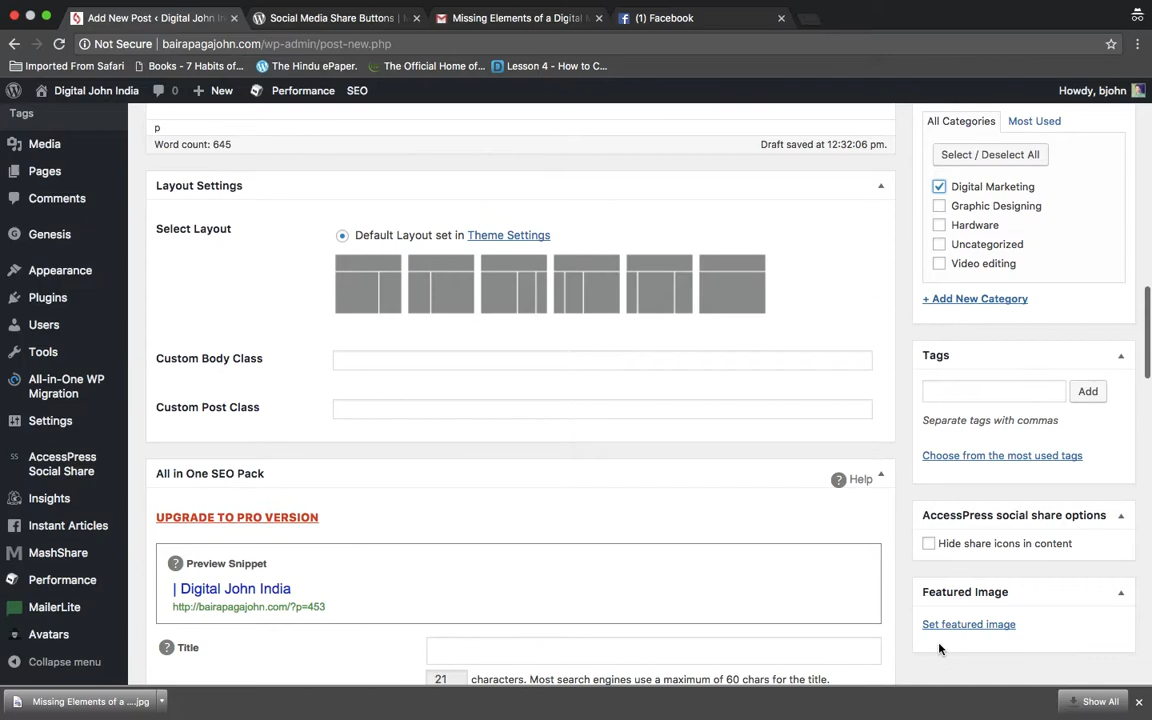 Add New Post ‹ Digital John In
Social Media Share Buttons |
Missing Elements of a Digital M
(1) Facebook
Not Secure | bairapagajohn.com/wp-admin/post-new.php
Imported From Safari
Books - 7 Habits of...
The Hindu ePaper.
The Official Home of...
Lesson 4 - How to C...
Digital John India
0
New
Performance
SEO
Howdy, bjohn
Tags
Media
Pages
Comments
Genesis
Appearance
Plugins
Users
Tools
All-in-One WP
Migration
Settings
AccessPress
Social Share
Insights
Instant Articles
MashShare
Performance
MailerLite
Avatars
Collapse menu
p
Word count: 645
Draft saved at 12:32:06 pm.
Layout Settings
Select Layout
Default Layout set in Theme Settings
Custom Body Class
Custom Post Class
All in One SEO Pack
Help
UPGRADE TO PRO VERSION
Preview Snippet
| Digital John India
http://bairapagajohn.com/?p=453
Title
21 characters. Most search engines use a maximum of 60 chars for the title.
All Categories
Most Used
Select / Deselect All
Digital Marketing
Graphic Designing
Hardware
Uncategorized
Video editing
+ Add New Category
Tags
Add
Separate tags with commas
Choose from the most used tags
AccessPress social share options
Hide share icons in content
Featured Image
Set featured image
Missing Elements of a ....jpg
Show All